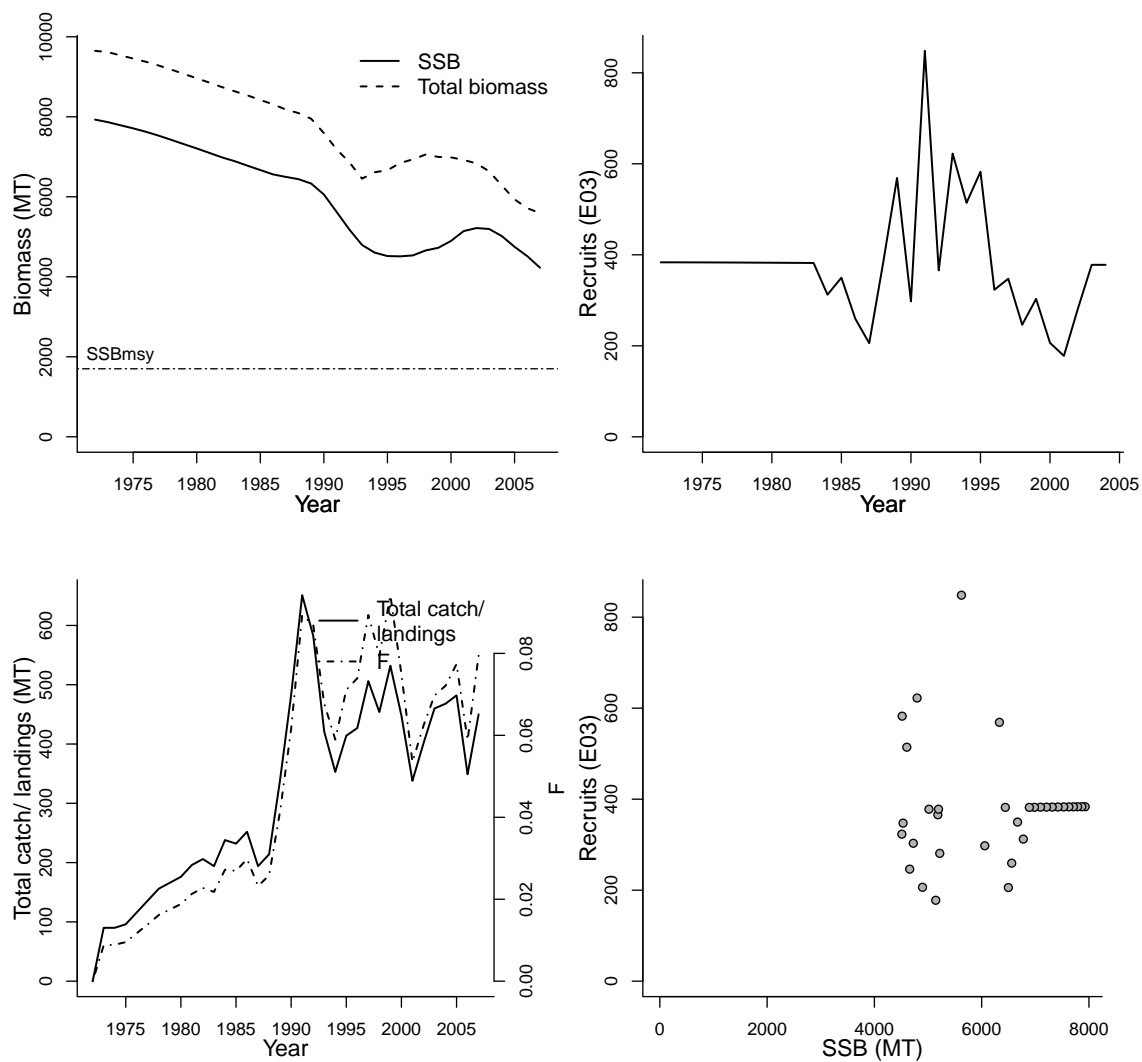 Biomass (MT)
10000
8000
6000
4000
2000
0
SSB
Total biomass
SSBmsy
1975 1980 1985 1990 1995 2000 2005
Year
Recruits (E03)
800
600
400
200
0
1975 1980 1985 1990 1995 2000 2005
Year
Total catch/ landings (MT)
600
500
400
300
200
100
0
Total catch/
landings
F
0.08
0.06
0.04
0.02
0.00
F
1975 1980 1985 1990 1995 2000 2005
Year
Recruits (E03)
800
600
400
200
0
0 2000 4000 6000 8000
SSB (MT)